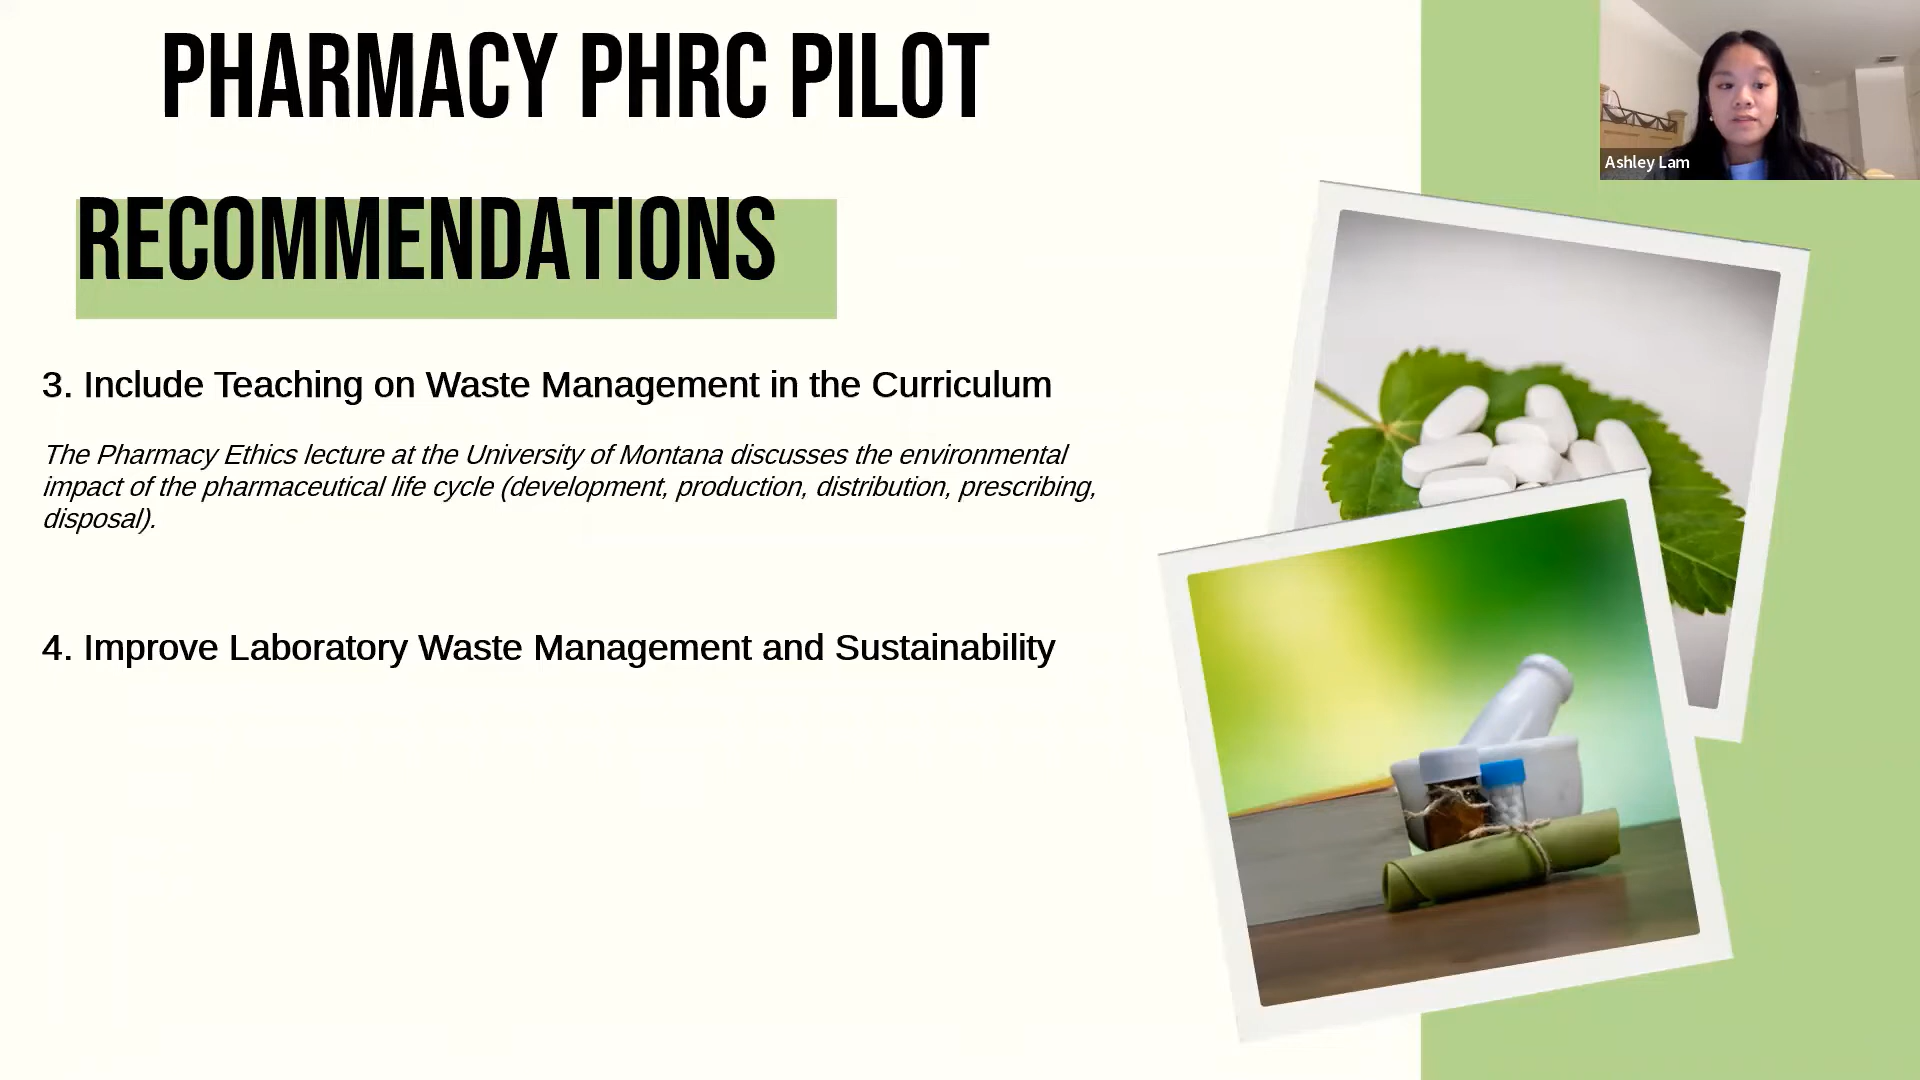 PHARMACY PHRC PILOT
RECOMMENDATIONS
3. Include Teaching on Waste Management in the Curriculum
The Pharmacy Ethics lecture at the University of Montana discusses the environmental
impact of the pharmaceutical life cycle (development, production, distribution, prescribing,
disposal).
4. Improve Laboratory Waste Management and Sustainability
Ashley Lam